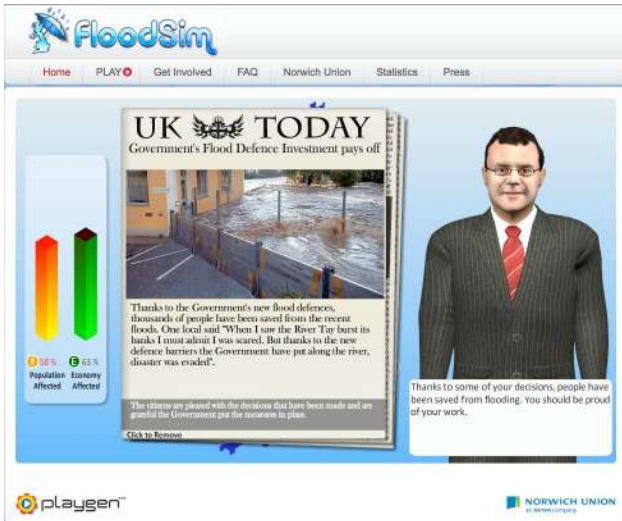 FloodSim
Home PLAY Get Involved FAQ Norwich Union Statistics Press
UK TODAY
Government's Flood Defence Investment pays off
Thanks to the Government's new flood defences,
thousands of people have been saved from the recent
floods. One local said "When I saw the River Tay burst its
banks I must admit I was scared. But thanks to the new
defence barriers the Government have put along the river,
disaster was evaded".
The citizens are pleased with the decisions that have been made and are
grateful the Government put the measures in place.
Click to Remove
E 63 %
Population Economy
Affected Affected
Thanks to some of your decisions, people have
been saved from flooding. You should be proud
of your work.
playgen
NORWICH UNION
an AVIVA company